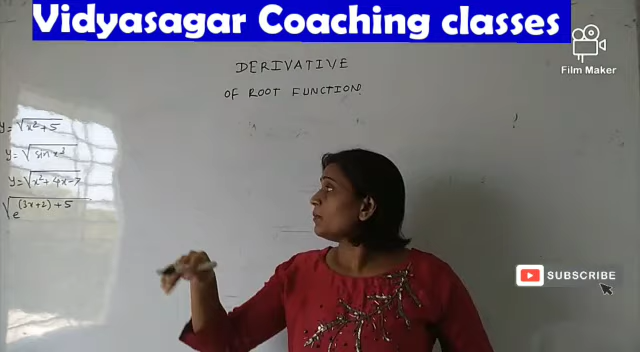 Vidyasagar Coaching classes
Film Maker
DERIVATIVE
OF ROOT FUNCTION
y=√x²+5
y=√sin x³
y=√x²+4x-7
√e^(3x+2)+5
SUBSCRIBE